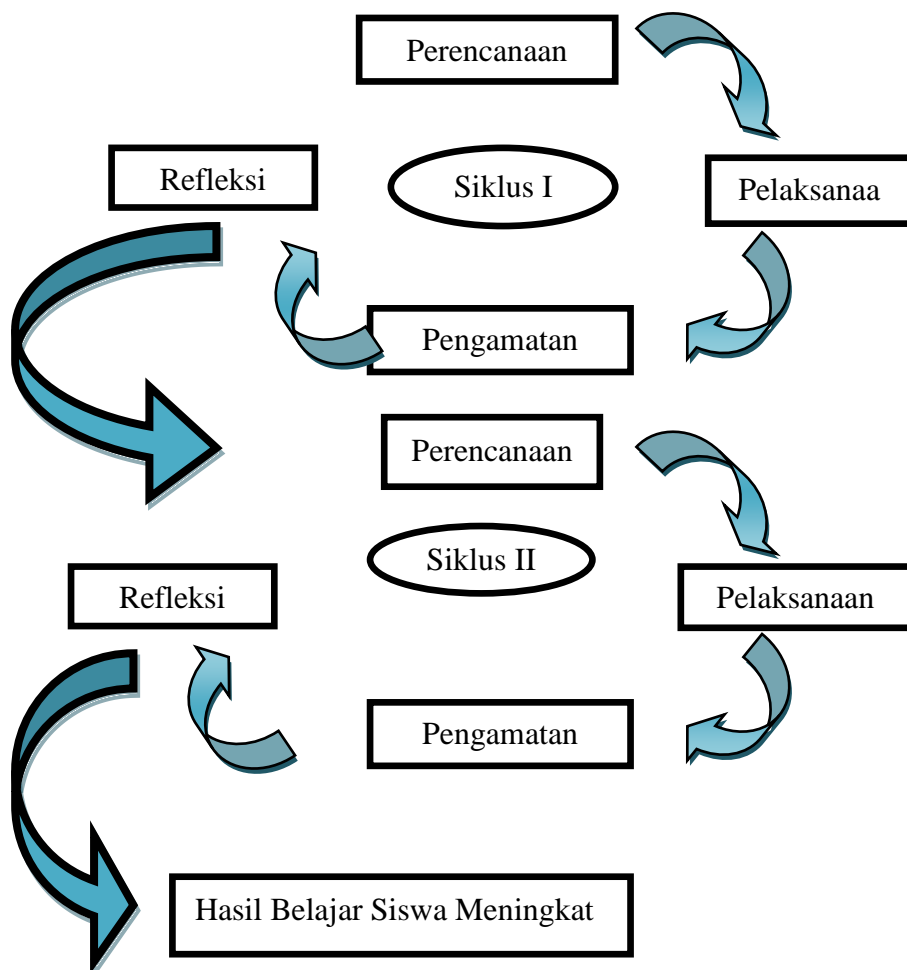 Perencanaan
Refleksi
Siklus I
Pelaksanaa
Pengamatan
Perencanaan
Siklus II
Refleksi
Pelaksanaan
Pengamatan
Hasil Belajar Siswa Meningkat